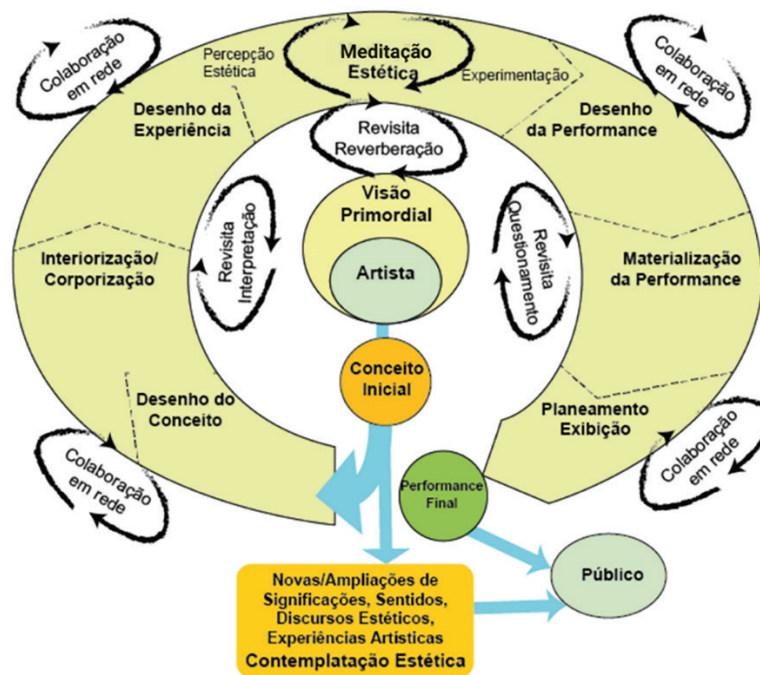 Colaboração
em rede
Percepção
Estética
Meditação
Estética
Experimentação
Colaboração
em rede
Desenho da
Experiência
Revisita
Reverberação
Desenho
da Performance
Visão
Primordial
Interiorização/
Corporização
Revisita
Interpretação
Artista
Revisita
Questionamento
Materialização
da Performance
Conceito
Inicial
Desenho do
Conceito
Planeamento
Exibição
Colaboração
em rede
Colaboração
em rede
Performance
Final
Público
Novas/Ampliações de
Significações, Sentidos,
Discursos Estéticos,
Experiências Artísticas
Contemplatação Estética